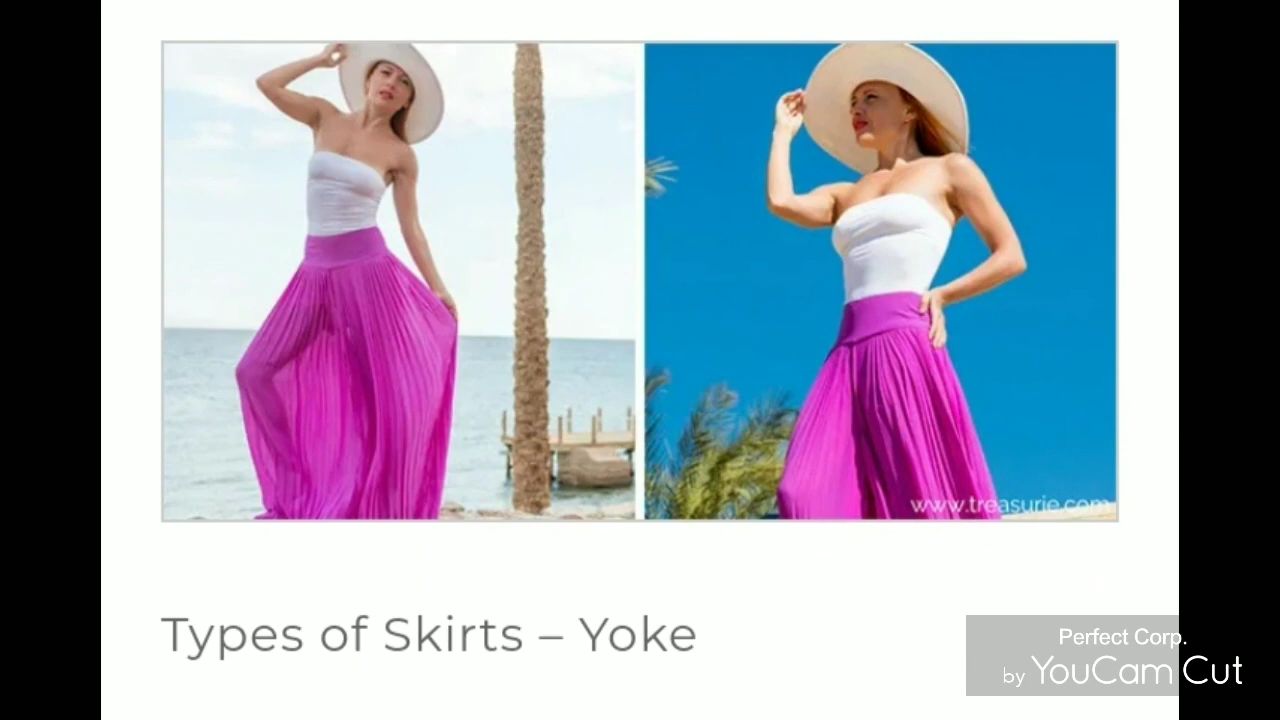 www.treasurie.com
Types of Skirts – Yoke
Perfect Corp.
by YouCam Cut